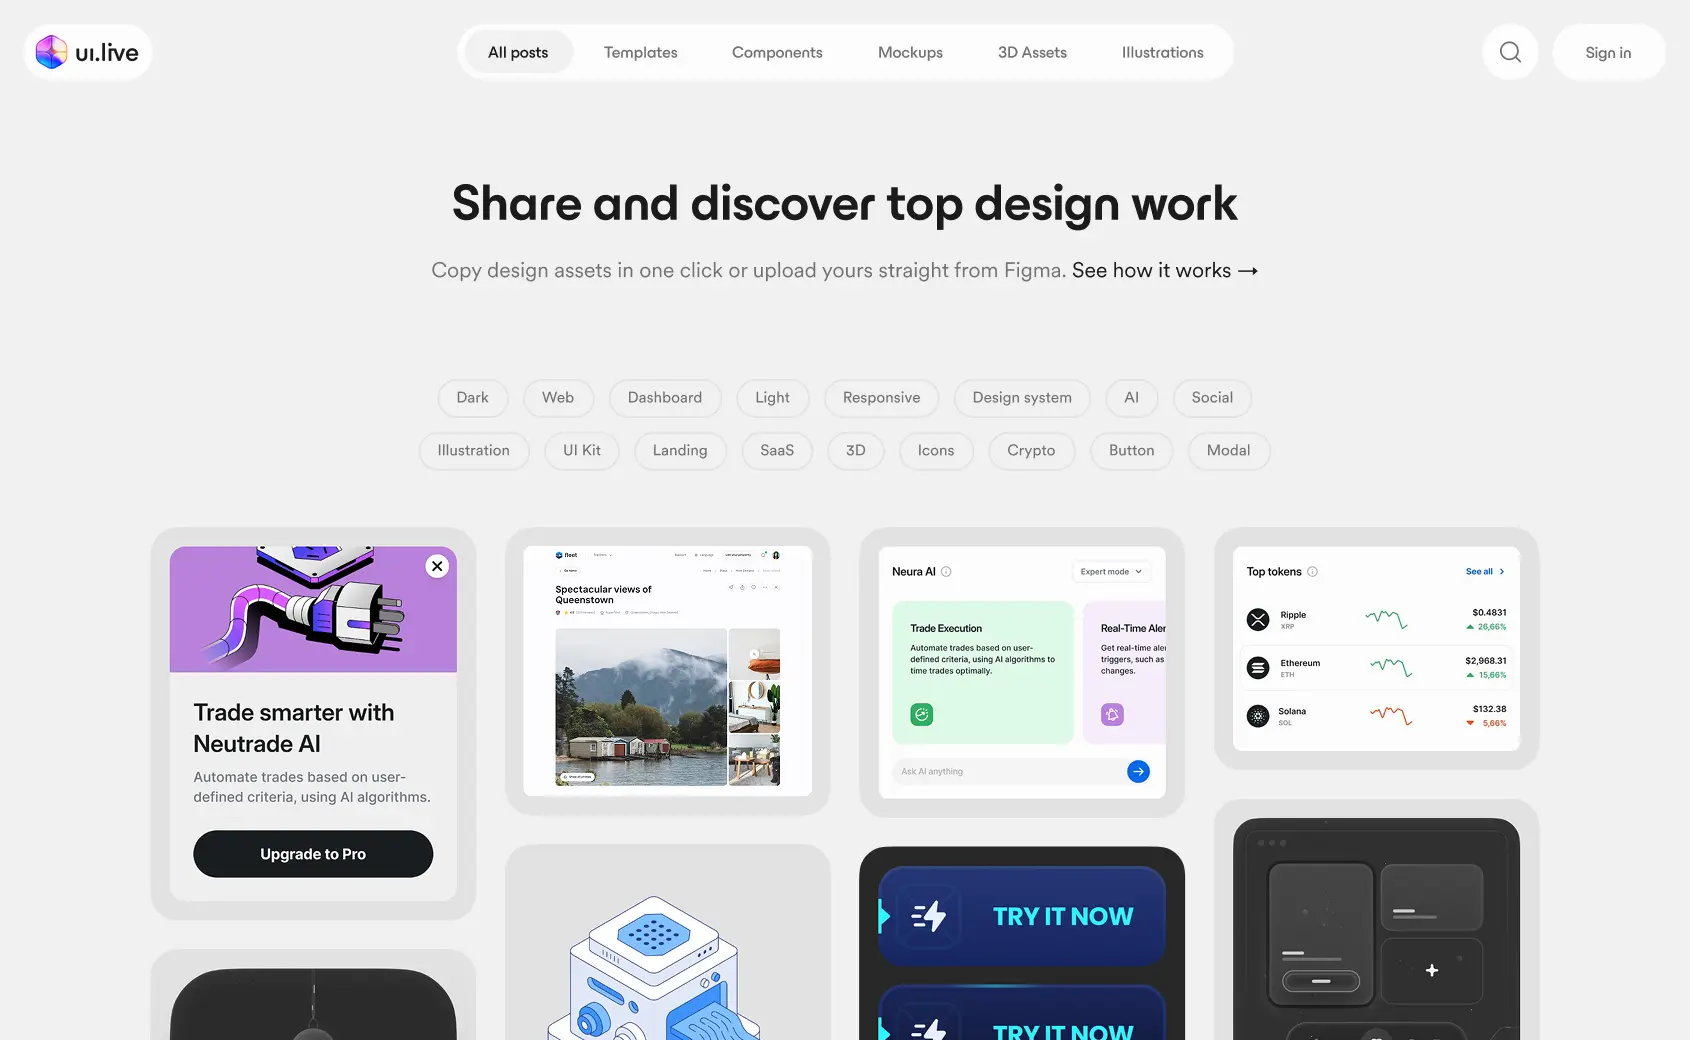 ui.live
All posts
Templates
Components
Mockups
3D Assets
Illustrations
Sign in
Share and discover top design work
Copy design assets in one click or upload yours straight from Figma. See how it works →
Dark
Web
Dashboard
Light
Responsive
Design system
AI
Social
Illustration
UI Kit
Landing
SaaS
3D
Icons
Crypto
Button
Modal
Trade smarter with
Neutrade AI
Automate trades based on user-
defined criteria, using AI algorithms.
Upgrade to Pro
fleet
Spectacular views of
Queenstown
Neura AI
Expert mode
Trade Execution
Automate trades based on user-
defined criteria, using AI algorithms to
time trades optimally.
Real-Time Aler
Get real-time ale
triggers, such as
changes.
Ask AI anything
TRY IT NOW
TRY IT NOW
Top tokens
See all
Ripple
XRP
$0.4831
26,66%
Ethereum
ETH
$2,968.31
15,66%
Solana
SOL
$132.38
5,66%